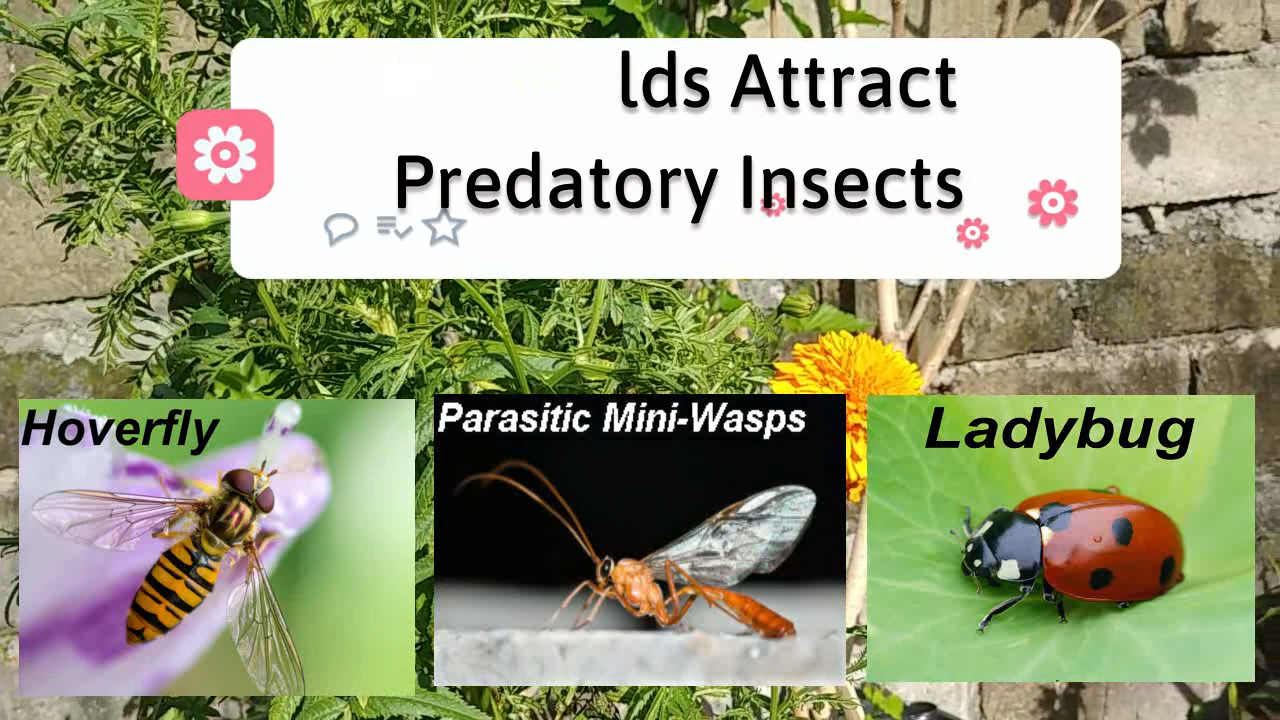 lds Attract
Predatory Insects
Hoverfly
Parasitic Mini-Wasps
Ladybug